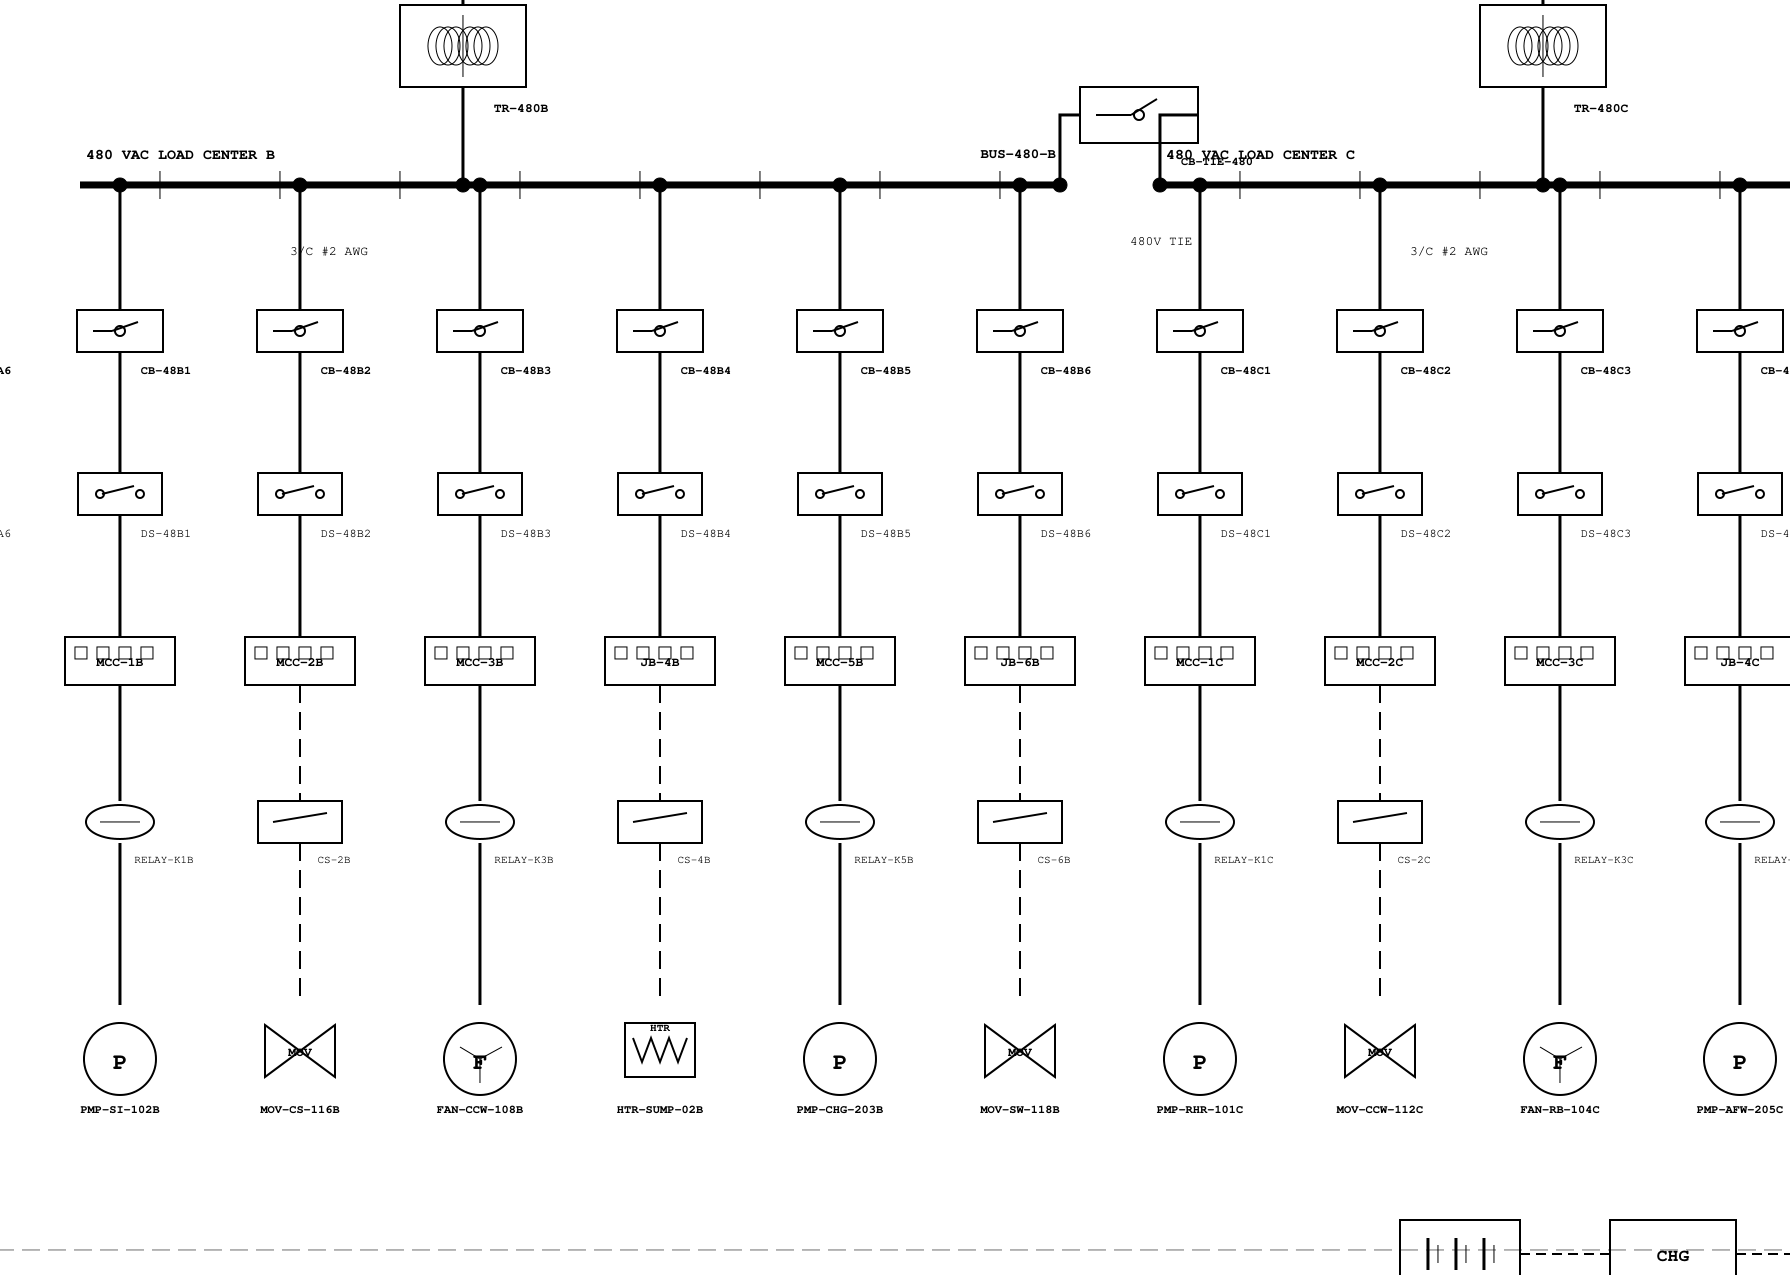 TR-480B
TR-480C
480 VAC LOAD CENTER B
BUS-480-B
480 VAC LOAD CENTER C
CB-TIE-480
3/C #2 AWG
480V TIE
3/C #2 AWG
A6
CB-48B1
CB-48B2
CB-48B3
CB-48B4
CB-48B5
CB-48B6
CB-48C1
CB-48C2
CB-48C3
CB-4
A6
DS-48B1
DS-48B2
DS-48B3
DS-48B4
DS-48B5
DS-48B6
DS-48C1
DS-48C2
DS-48C3
DS-4
MCC-1B
MCC-2B
MCC-3B
JB-4B
MCC-5B
JB-6B
MCC-1C
MCC-2C
MCC-3C
JB-4C
RELAY-K1B
CS-2B
RELAY-K3B
CS-4B
RELAY-K5B
CS-6B
RELAY-K1C
CS-2C
RELAY-K3C
RELAY-
P
MOV
F
HTR
P
MOV
P
MOV
F
P
PMP-SI-102B
MOV-CS-116B
FAN-CCW-108B
HTR-SUMP-02B
PMP-CHG-203B
MOV-SW-118B
PMP-RHR-101C
MOV-CCW-112C
FAN-RB-104C
PMP-AFW-205C
CHG